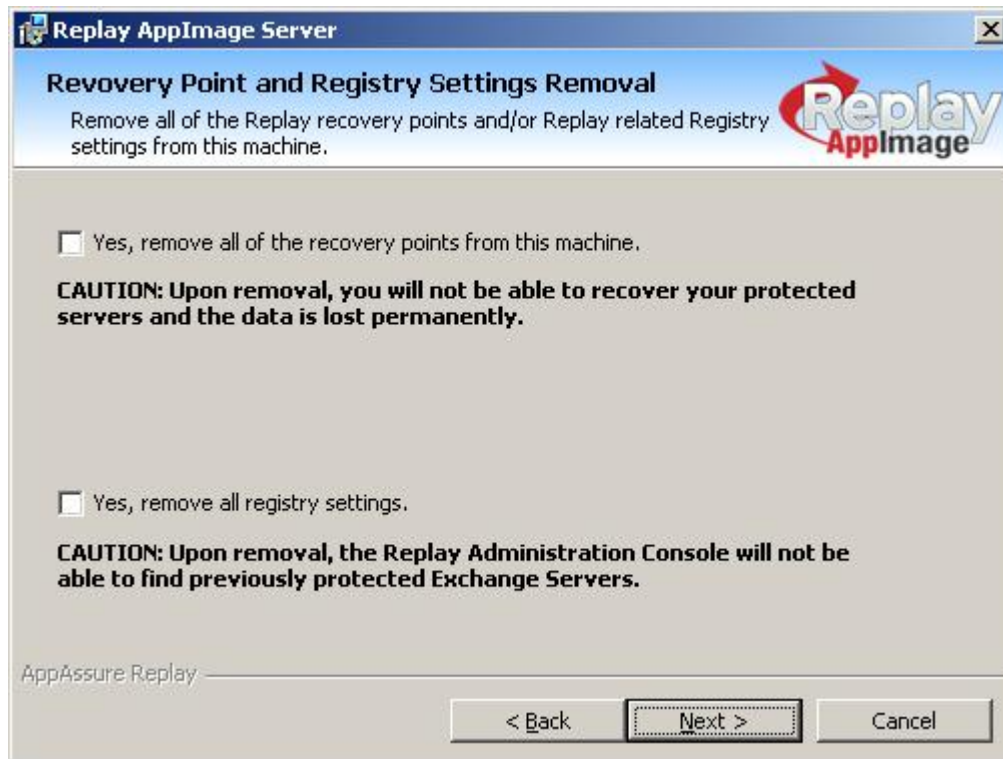 Replay AppImage Server
Revovery Point and Registry Settings Removal
Remove all of the Replay recovery points and/or Replay related Registry
settings from this machine.
Replay
AppImage
Yes, remove all of the recovery points from this machine.
CAUTION: Upon removal, you will not be able to recover your protected
servers and the data is lost permanently.
Yes, remove all registry settings.
CAUTION: Upon removal, the Replay Administration Console will not be
able to find previously protected Exchange Servers.
AppAssure Replay
< Back
Next >
Cancel